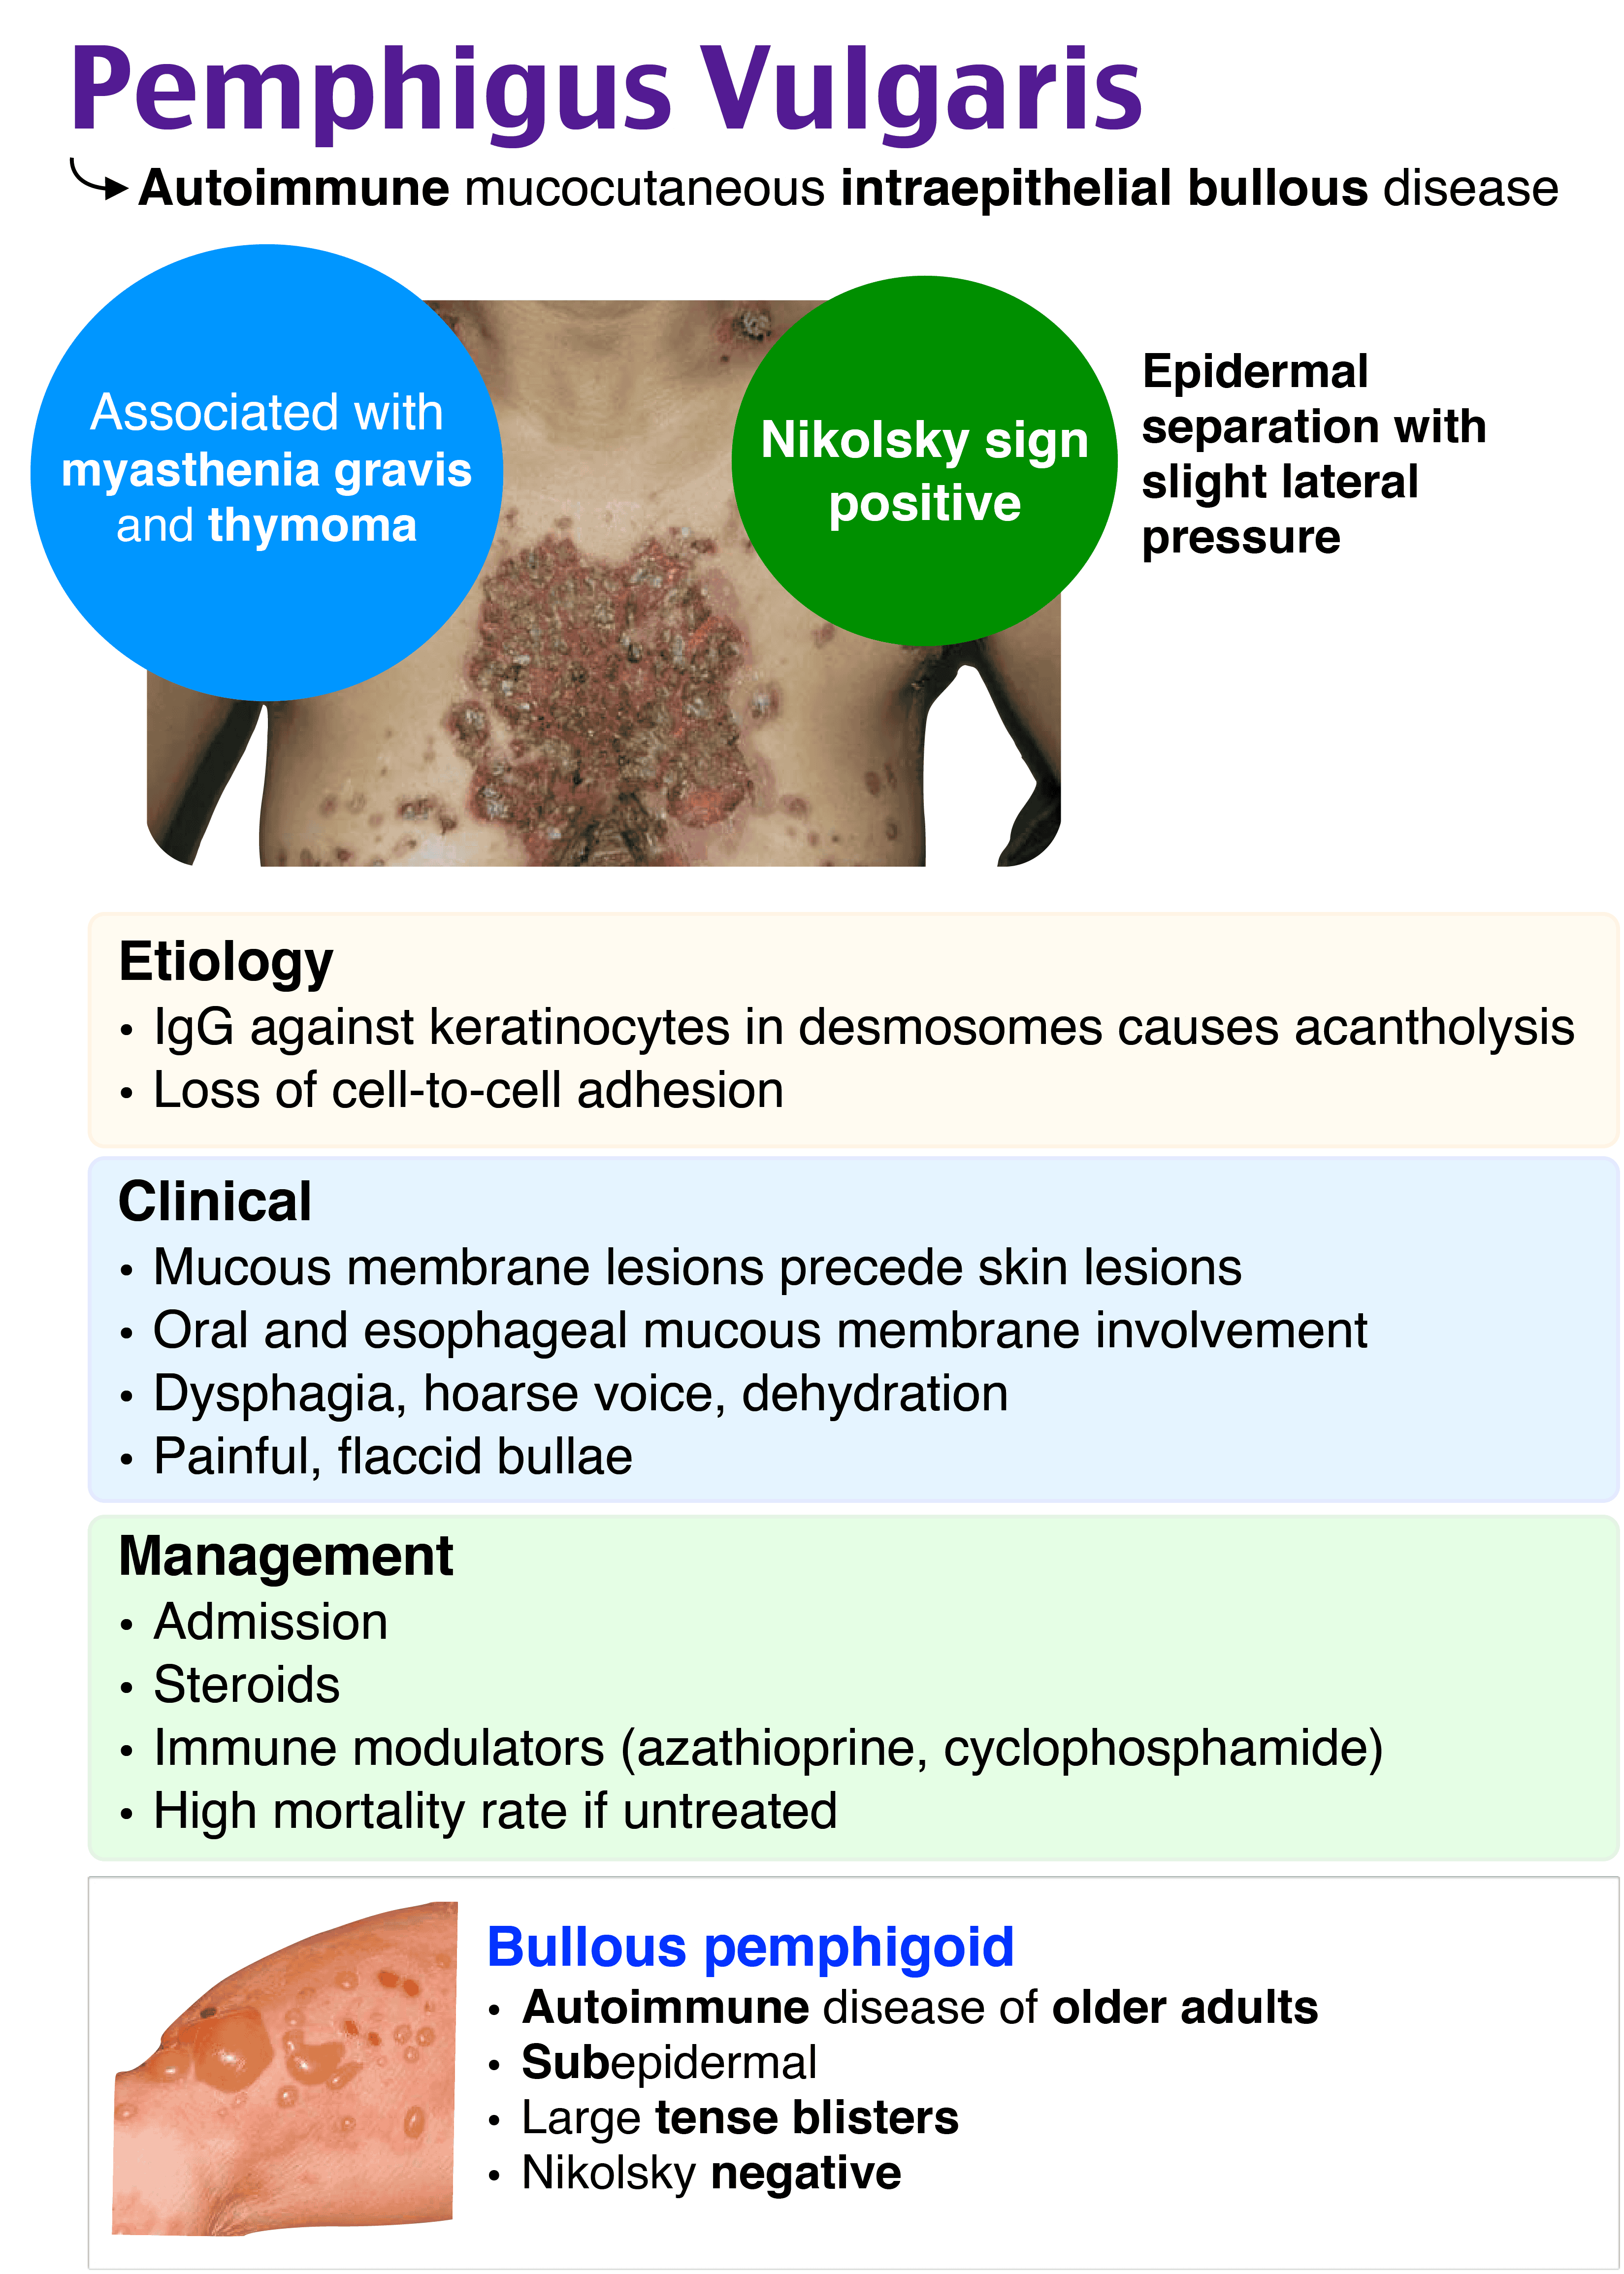 Pemphigus Vulgaris
Autoimmune mucocutaneous intraepithelial bullous disease
Associated with
myasthenia gravis
and thymoma
Nikolsky sign
positive
Epidermal
separation with
slight lateral
pressure
Etiology
• IgG against keratinocytes in desmosomes causes acantholysis
• Loss of cell-to-cell adhesion
Clinical
• Mucous membrane lesions precede skin lesions
• Oral and esophageal mucous membrane involvement
• Dysphagia, hoarse voice, dehydration
• Painful, flaccid bullae
Management
• Admission
• Steroids
• Immune modulators (azathioprine, cyclophosphamide)
• High mortality rate if untreated
Bullous pemphigoid
• Autoimmune disease of older adults
• Subepidermal
• Large tense blisters
• Nikolsky negative